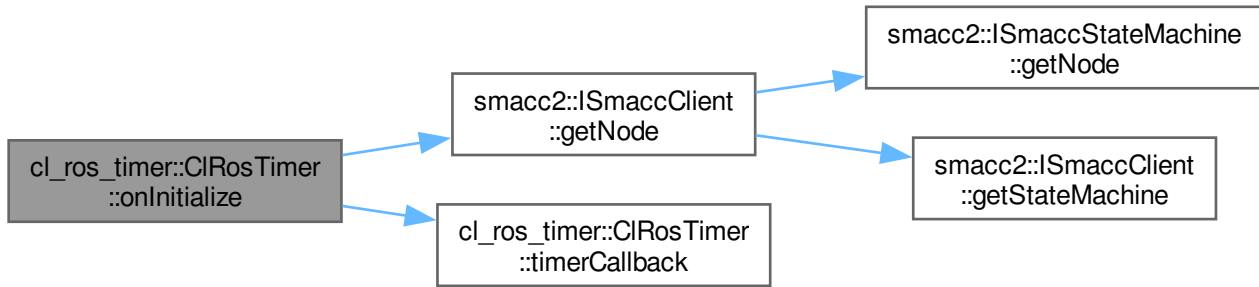 cl_ros_timer::ClRosTimer
::onInitialize
smacc2::ISmaccClient
::getNode
smacc2::ISmaccStateMachine
::getNode
smacc2::ISmaccClient
::getStateMachine
cl_ros_timer::ClRosTimer
::timerCallback